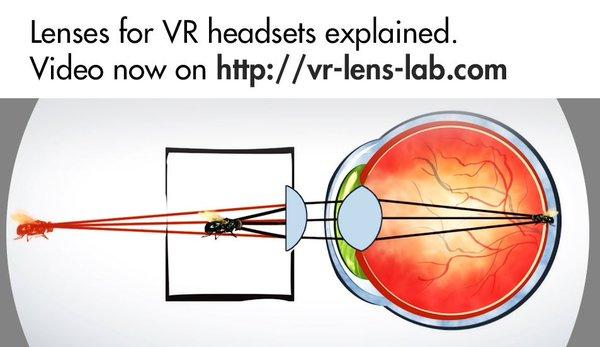 Lenses for VR headsets explained.
Video now on http://vr-lens-lab.com